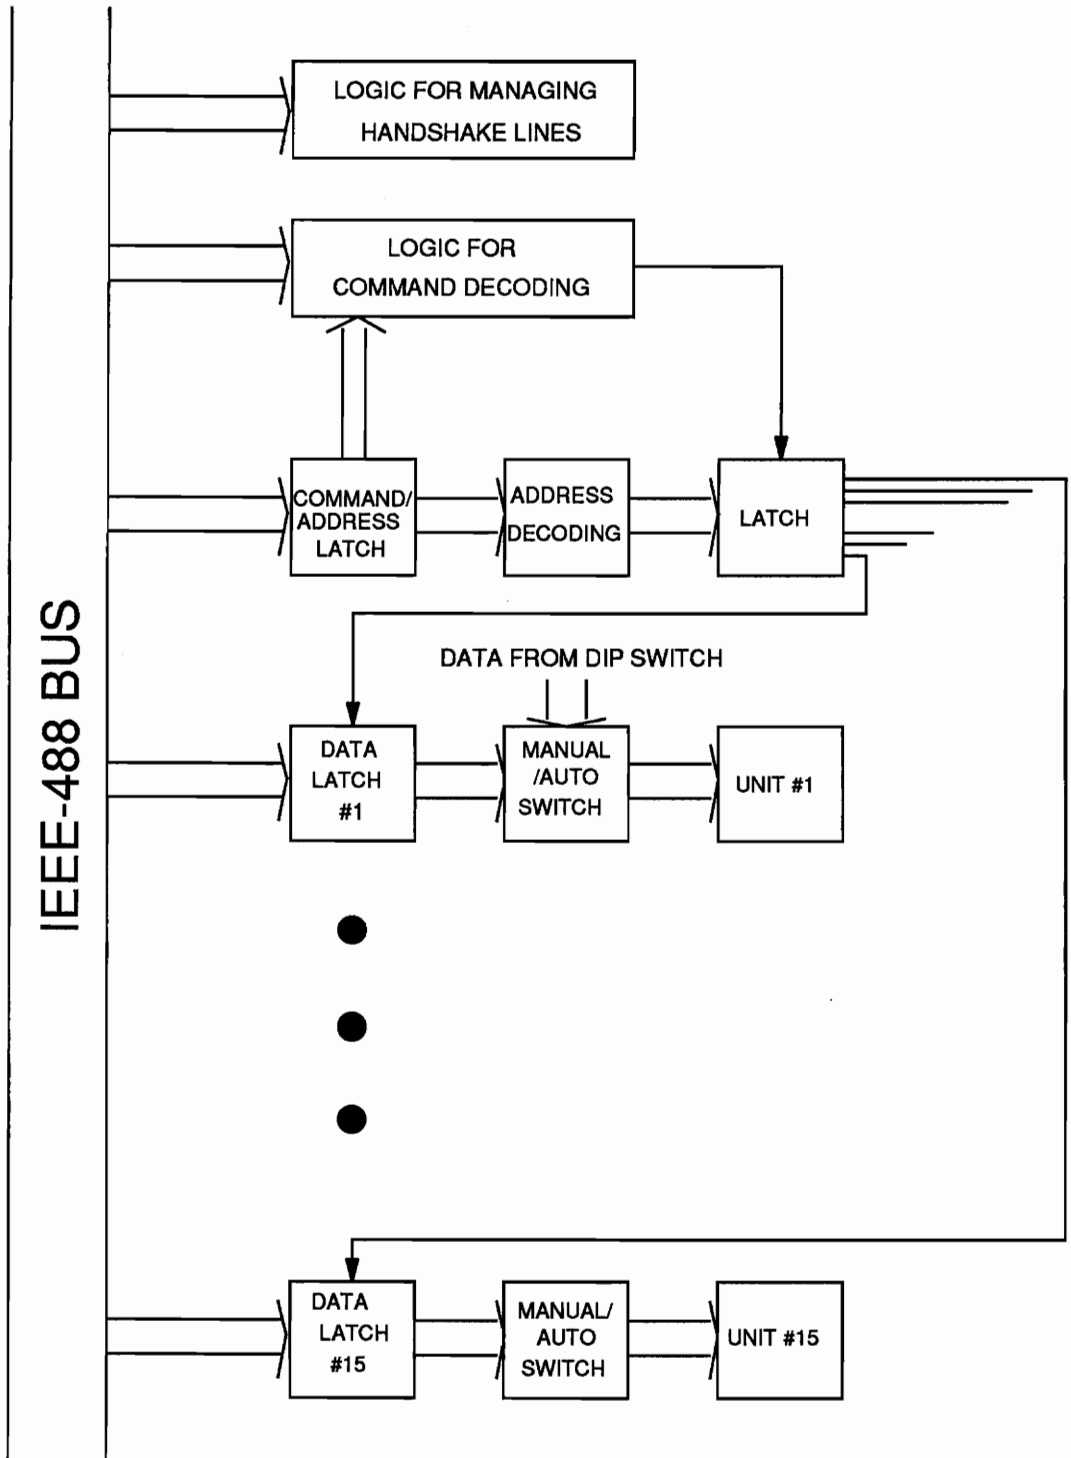 LOGIC FOR MANAGING
HANDSHAKE LINES
LOGIC FOR
COMMAND DECODING
COMMAND/
ADDRESS
LATCH
ADDRESS
DECODING
LATCH
IEEE-488 BUS
DATA FROM DIP SWITCH
DATA
LATCH
#1
MANUAL
/AUTO
SWITCH
UNIT #1
DATA
LATCH
#15
MANUAL/
AUTO
SWITCH
UNIT #15